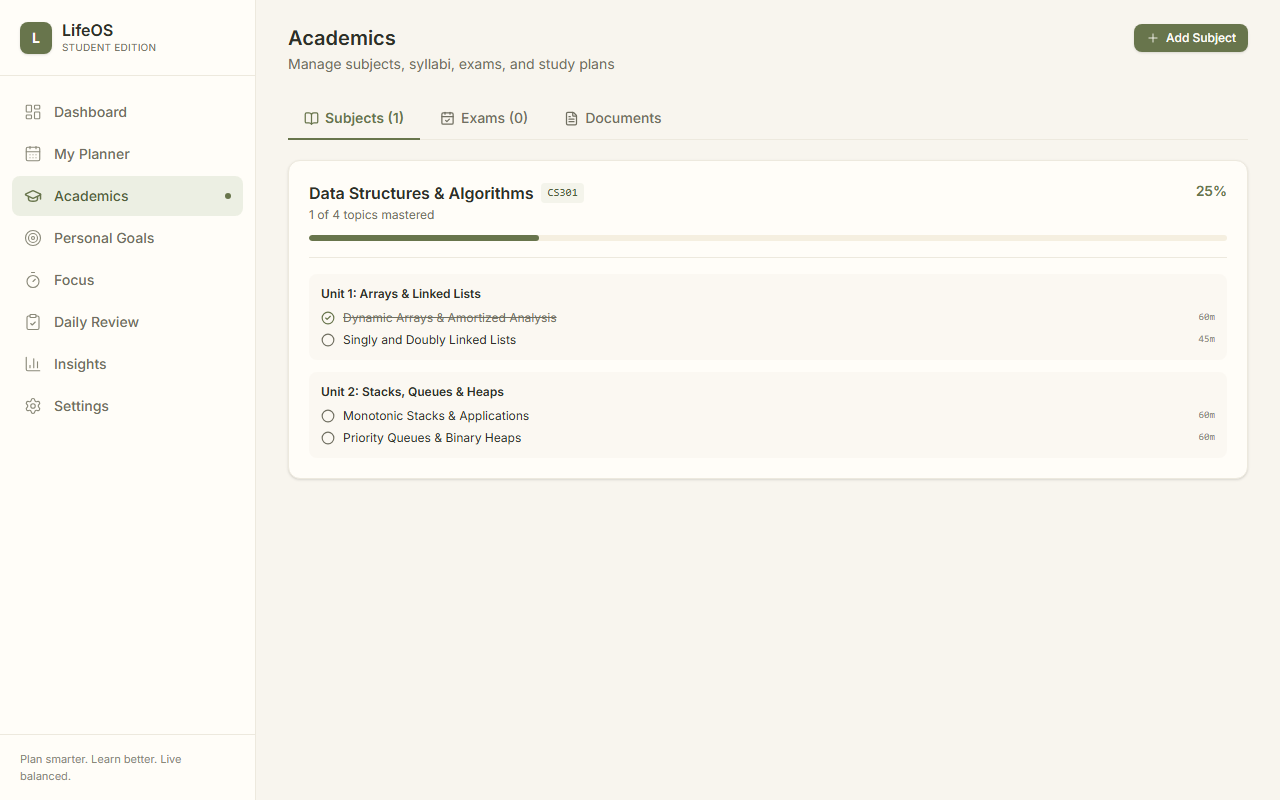 L
LifeOS
STUDENT EDITION
Dashboard
My Planner
Academics
Personal Goals
Focus
Daily Review
Insights
Settings
Plan smarter. Learn better. Live
balanced.
Academics
Manage subjects, syllabi, exams, and study plans
+ Add Subject
Subjects (1)
Exams (0)
Documents
Data Structures & Algorithms CS301
25%
1 of 4 topics mastered
Unit 1: Arrays & Linked Lists
Dynamic Arrays & Amortized Analysis 60m
Singly and Doubly Linked Lists 45m
Unit 2: Stacks, Queues & Heaps
Monotonic Stacks & Applications 60m
Priority Queues & Binary Heaps 60m